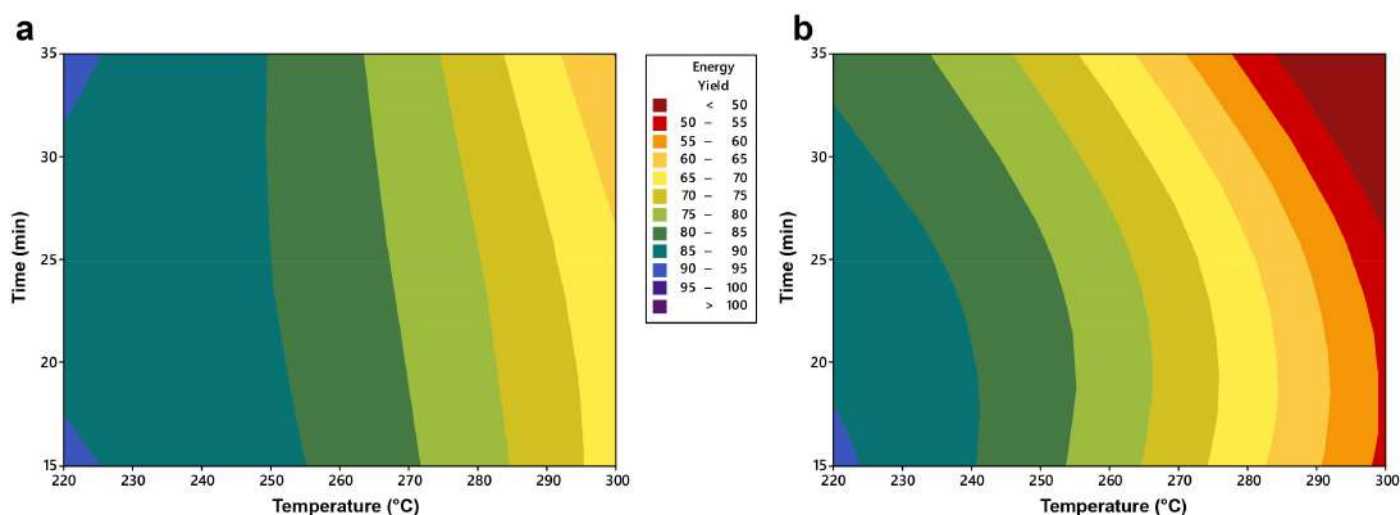 a
35
30
25
20
15
Time (min)
220 230 240 250 260 270 280 290 300
Temperature (°C)
Energy
Yield
< 50
50 – 55
55 – 60
60 – 65
65 – 70
70 – 75
75 – 80
80 – 85
85 – 90
90 – 95
95 – 100
> 100
b
35
30
25
20
15
Time (min)
220 230 240 250 260 270 280 290 300
Temperature (°C)